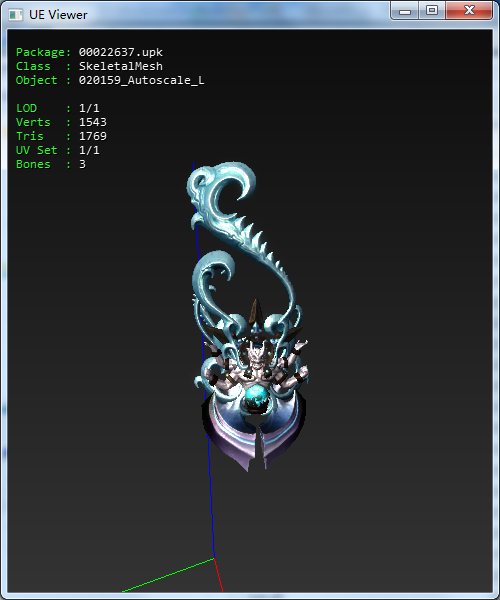 UE Viewer
Package: 00022637.upk
Class : SkeletalMesh
Object : 020159_Autoscale_L
LOD : 1/1
Verts : 1543
Tris : 1769
UV Set : 1/1
Bones : 3